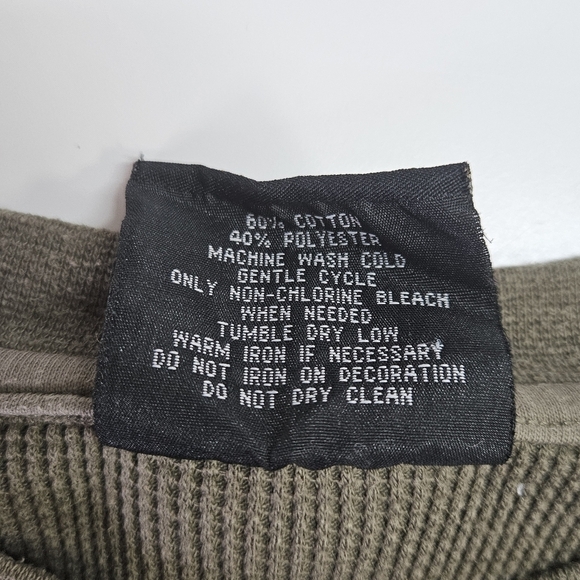 60% COTTON
40% POLYESTER
MACHINE WASH COLD
GENTLE CYCLE
ONLY NON-CHLORINE BLEACH
WHEN NEEDED
TUMBLE DRY LOW
WARM IRON IF NECESSARY
DO NOT IRON ON DECORATION
DO NOT DRY CLEAN